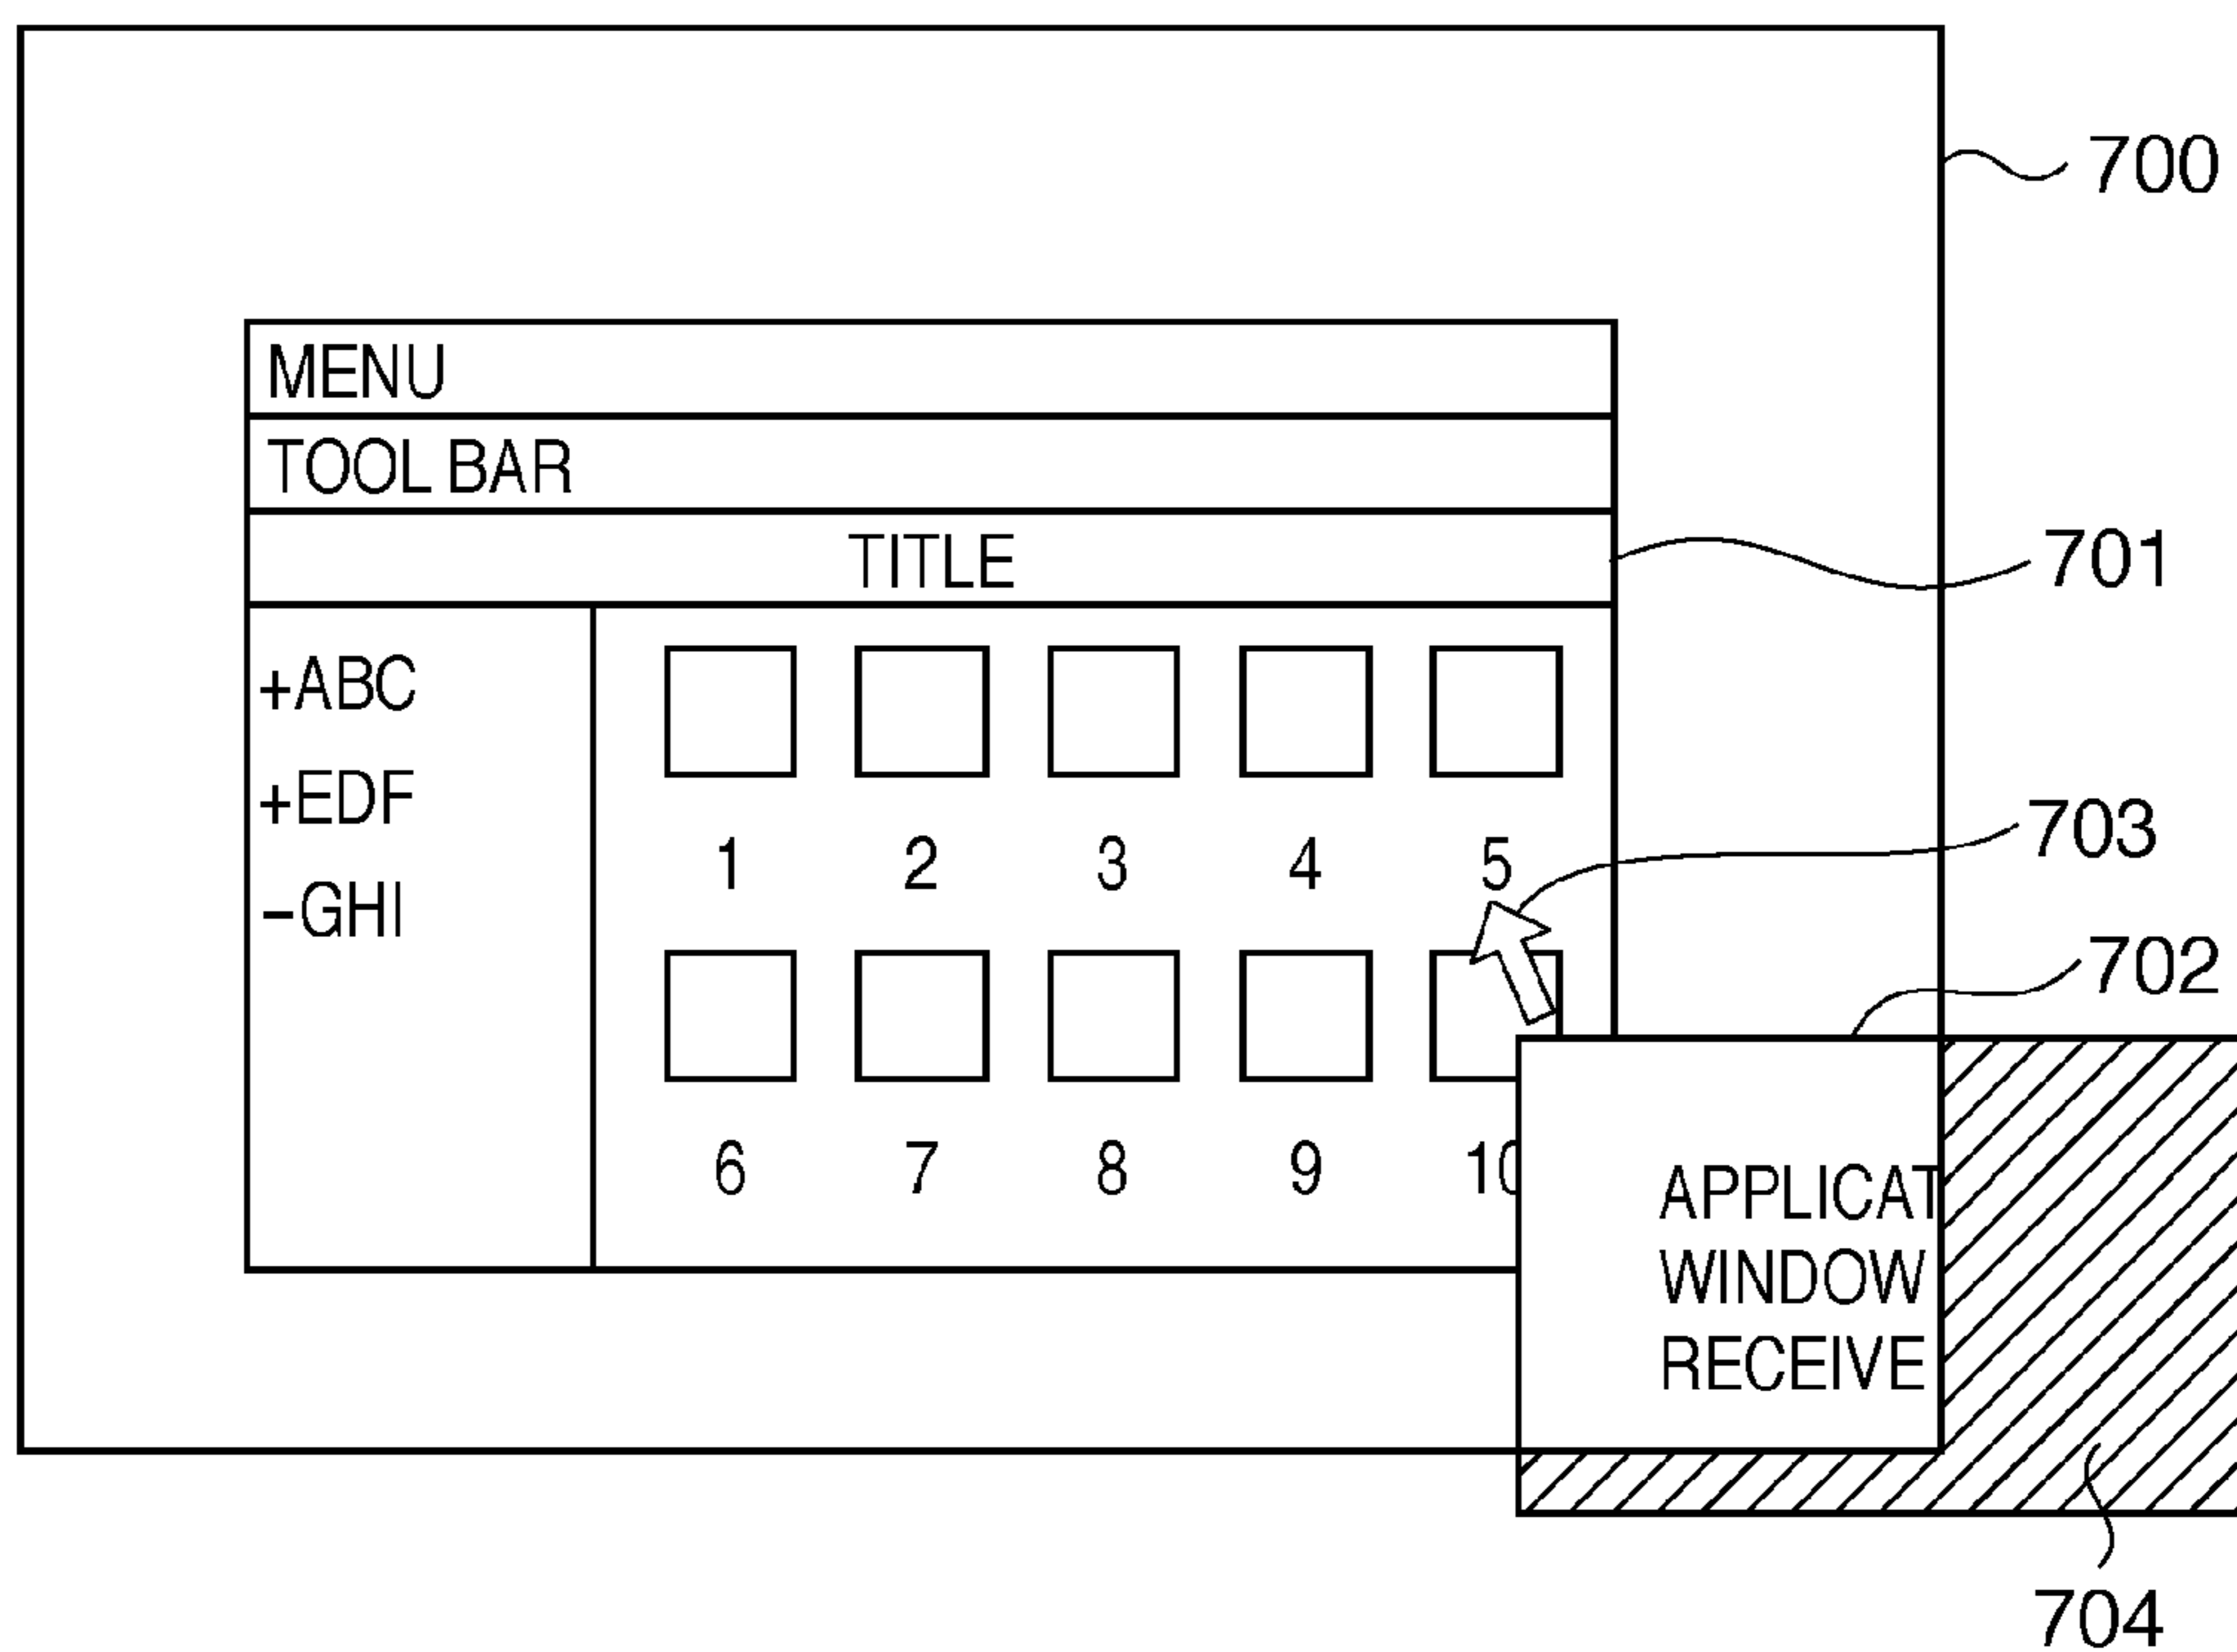 700
MENU
TOOL BAR
TITLE
701
+ABC
+EDF
−GHI
1 2 3 4 5
703
702
6 7 8 9 10
APPLICAT
WINDOW
RECEIVE
704